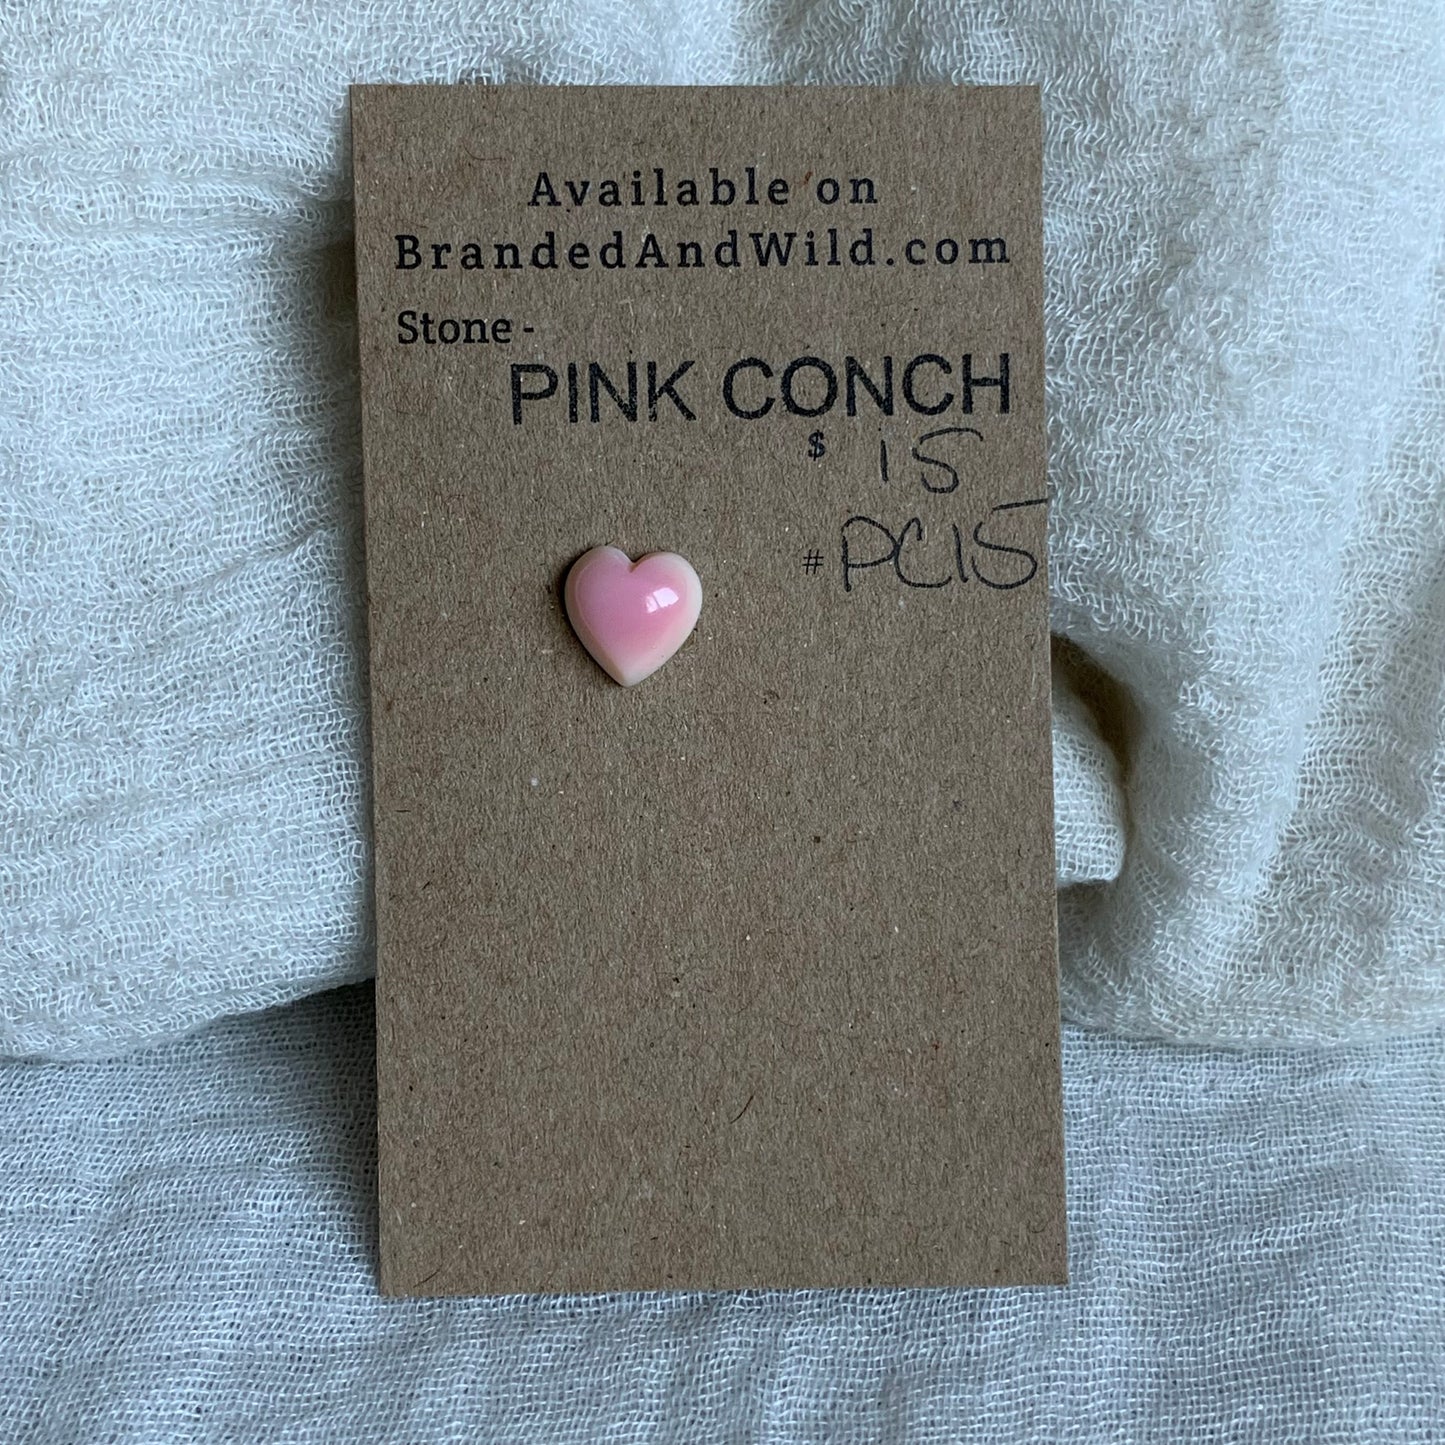 Available on
BrandedAndWild.com
Stone -
PINK CONCH
$ 15
# PC15